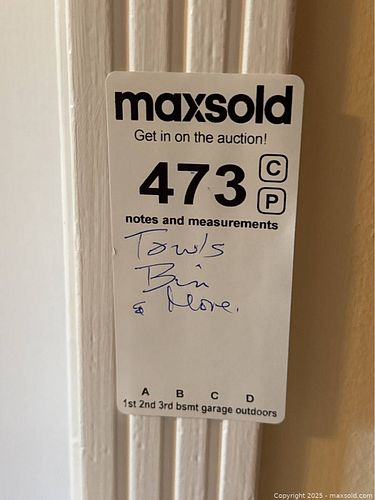 maxsold
Get in on the auction!
473 C
P
notes and measurements
Towls
Bin
& More.
A B C D
1st 2nd 3rd bsmt garage outdoors
Copyright 2025 - maxsold.com